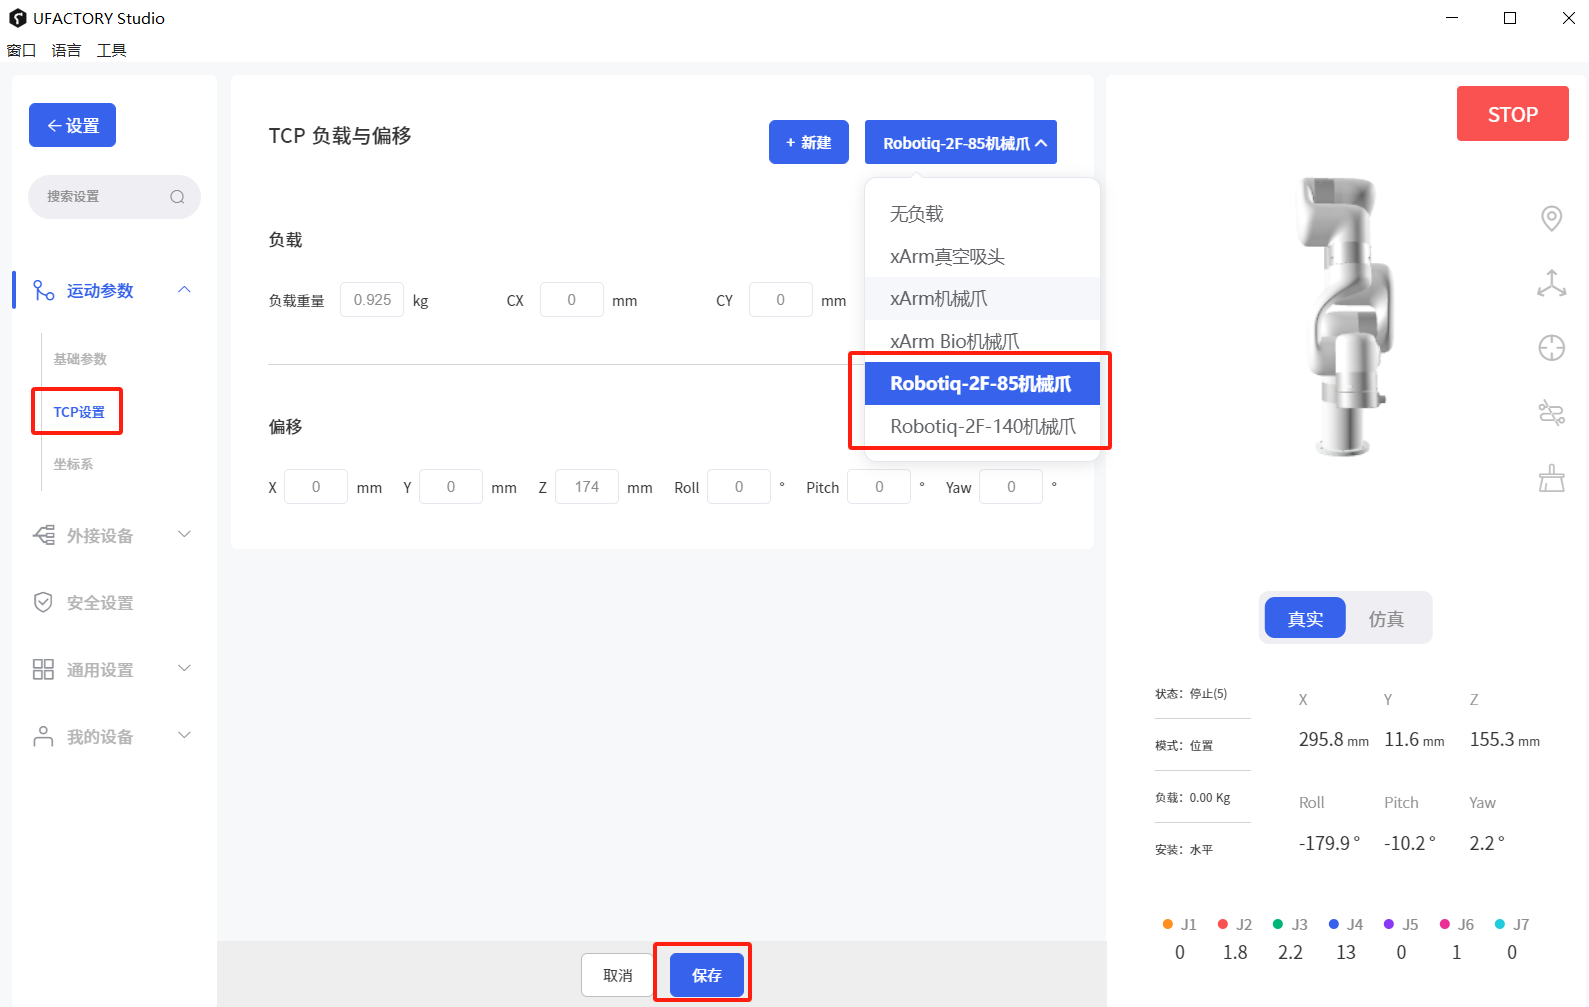 UFACTORY Studio
窗口 语言 工具
设置
搜索设置
运动参数
基础参数
TCP设置
坐标系
外接设备
安全设置
通用设置
我的设备
TCP 负载与偏移
+ 新建
Robotiq-2F-85机械爪
无负载
xArm真空吸头
xArm机械爪
xArm Bio机械爪
Robotiq-2F-85机械爪
Robotiq-2F-140机械爪
负载
负载重量 0.925 kg CX 0 mm CY 0 mm
偏移
X 0 mm Y 0 mm Z 174 mm Roll 0 ° Pitch 0 ° Yaw 0 °
取消 保存
STOP
真实 仿真
状态: 停止(5)
模式: 位置
负载: 0.00 Kg
安装: 水平
X Y Z
295.8 mm 11.6 mm 155.3 mm
Roll Pitch Yaw
-179.9 ° -10.2 ° 2.2 °
J1 J2 J3 J4 J5 J6 J7
0 1.8 2.2 13 0 1 0